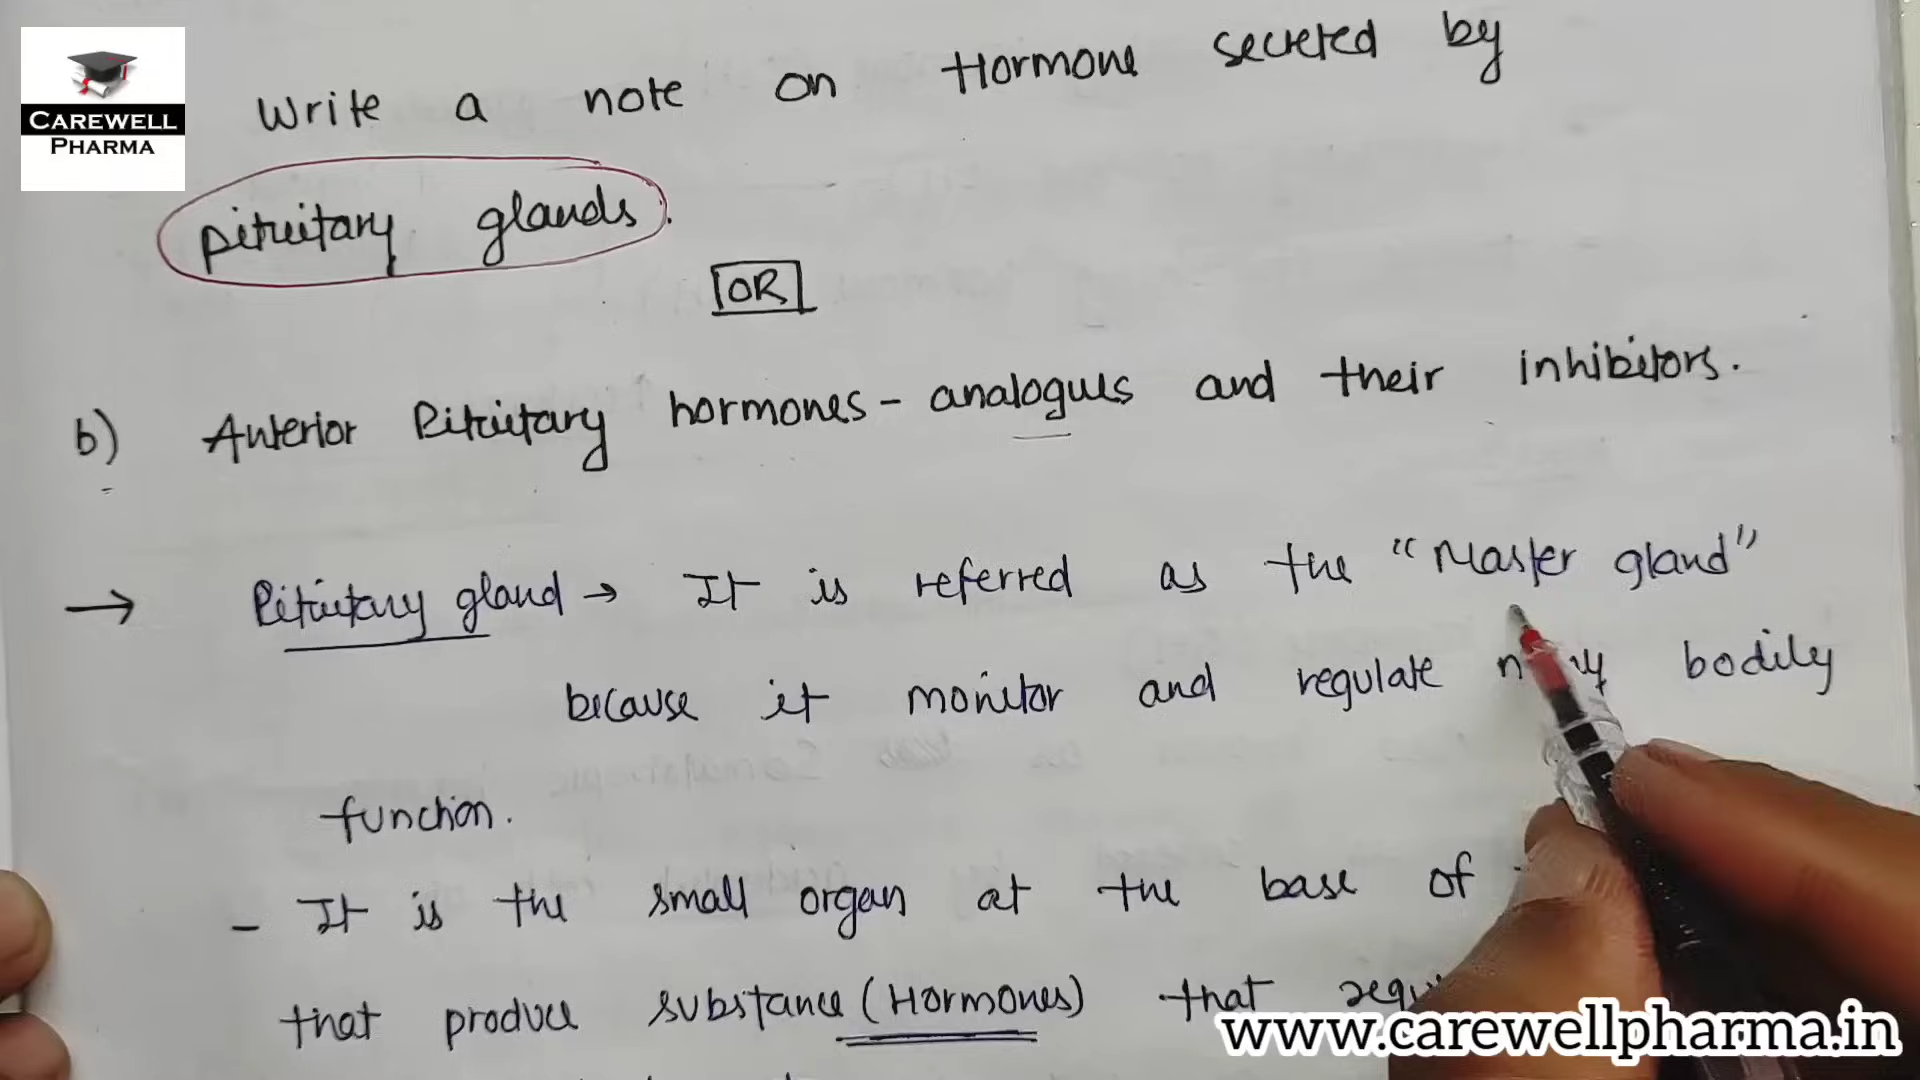 CAREWELL
PHARMA
Write a note on Hormone secreted by
pituitary glands.
OR
b) Anterior Pituitary hormones - analogues and their inhibitors.
→ Pituitary gland → It is referred as the "Master gland"
because it monitor and regulate bodily
function.
- It is the small organ at the base of
that produce substance (Hormones) that
www.carewellpharma.in